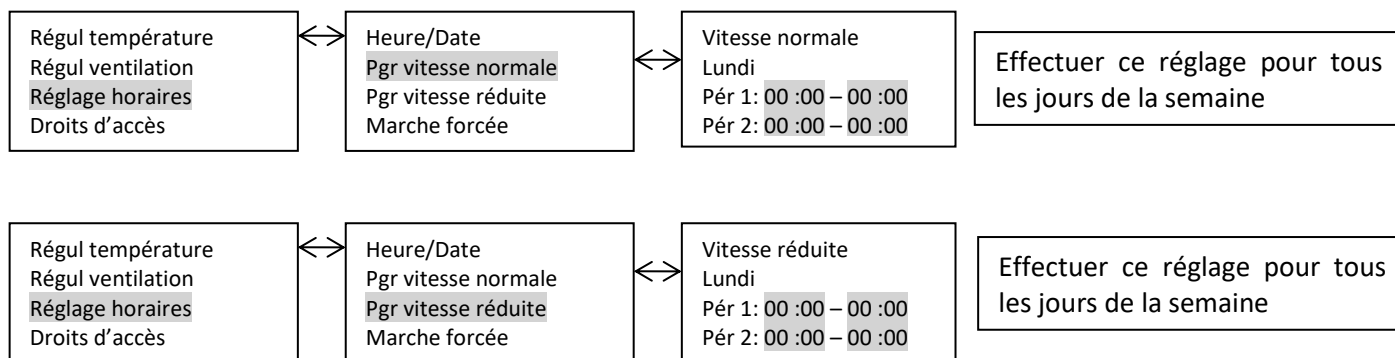 Régul température
Régul ventilation
Réglage horaires
Droits d’accès
Heure/Date
Pgr vitesse normale
Pgr vitesse réduite
Marche forcée
Vitesse normale
Lundi
Pér 1: 00 :00 – 00 :00
Pér 2: 00 :00 – 00 :00
Effectuer ce réglage pour tous
les jours de la semaine
Régul température
Régul ventilation
Réglage horaires
Droits d’accès
Heure/Date
Pgr vitesse normale
Pgr vitesse réduite
Marche forcée
Vitesse réduite
Lundi
Pér 1: 00 :00 – 00 :00
Pér 2: 00 :00 – 00 :00
Effectuer ce réglage pour tous
les jours de la semaine